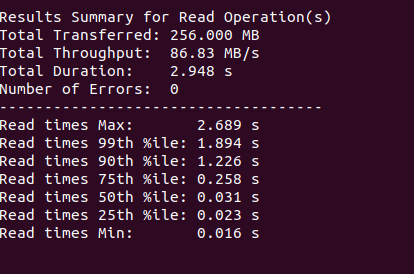 Results Summary for Read Operation(s)
Total Transferred: 256.000 MB
Total Throughput:  86.83 MB/s
Total Duration:    2.948 s
Number of Errors:  0
------------------------------------
Read times Max:       2.689 s
Read times 99th %ile: 1.894 s
Read times 90th %ile: 1.226 s
Read times 75th %ile: 0.258 s
Read times 50th %ile: 0.031 s
Read times 25th %ile: 0.023 s
Read times Min:       0.016 s